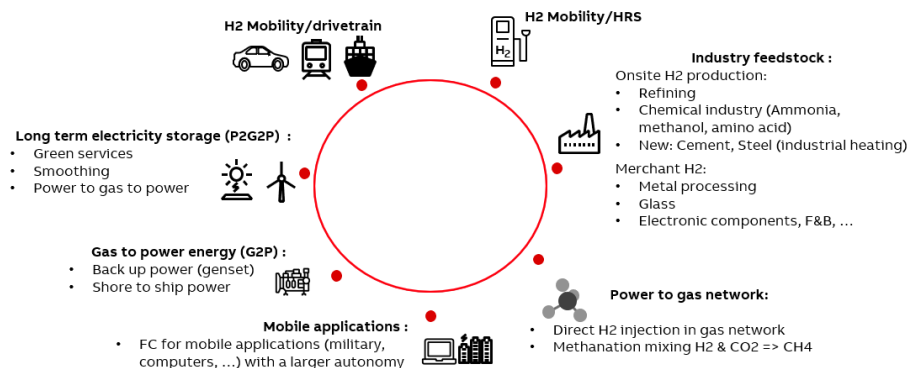 H2 Mobility/drivetrain
H2 Mobility/HRS
H2
Industry feedstock :
Onsite H2 production:
• Refining
• Chemical industry (Ammonia,
methanol, amino acid)
• New: Cement, Steel (industrial heating)
Merchant H2:
• Metal processing
• Glass
• Electronic components, F&B, ...
Long term electricity storage (P2G2P) :
• Green services
• Smoothing
• Power to gas to power
Gas to power energy (G2P) :
• Back up power (genset)
• Shore to ship power
Power to gas network:
• Direct H2 injection in gas network
• Methanation mixing H2 & CO2 => CH4
Mobile applications :
• FC for mobile applications (military,
computers, ...) with a larger autonomy